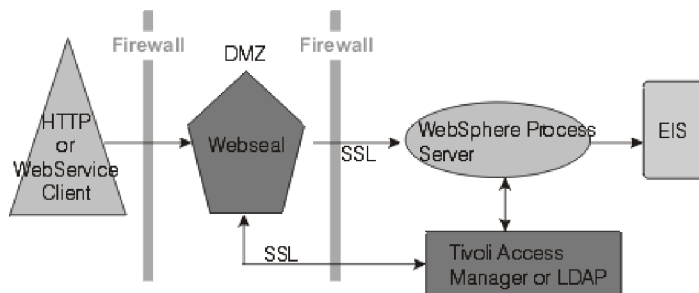 Firewall
DMZ
Firewall
HTTP
or
WebService
Client
Webseal
SSL
WebSphere Process
Server
EIS
SSL
Tivoli Access
Manager or LDAP